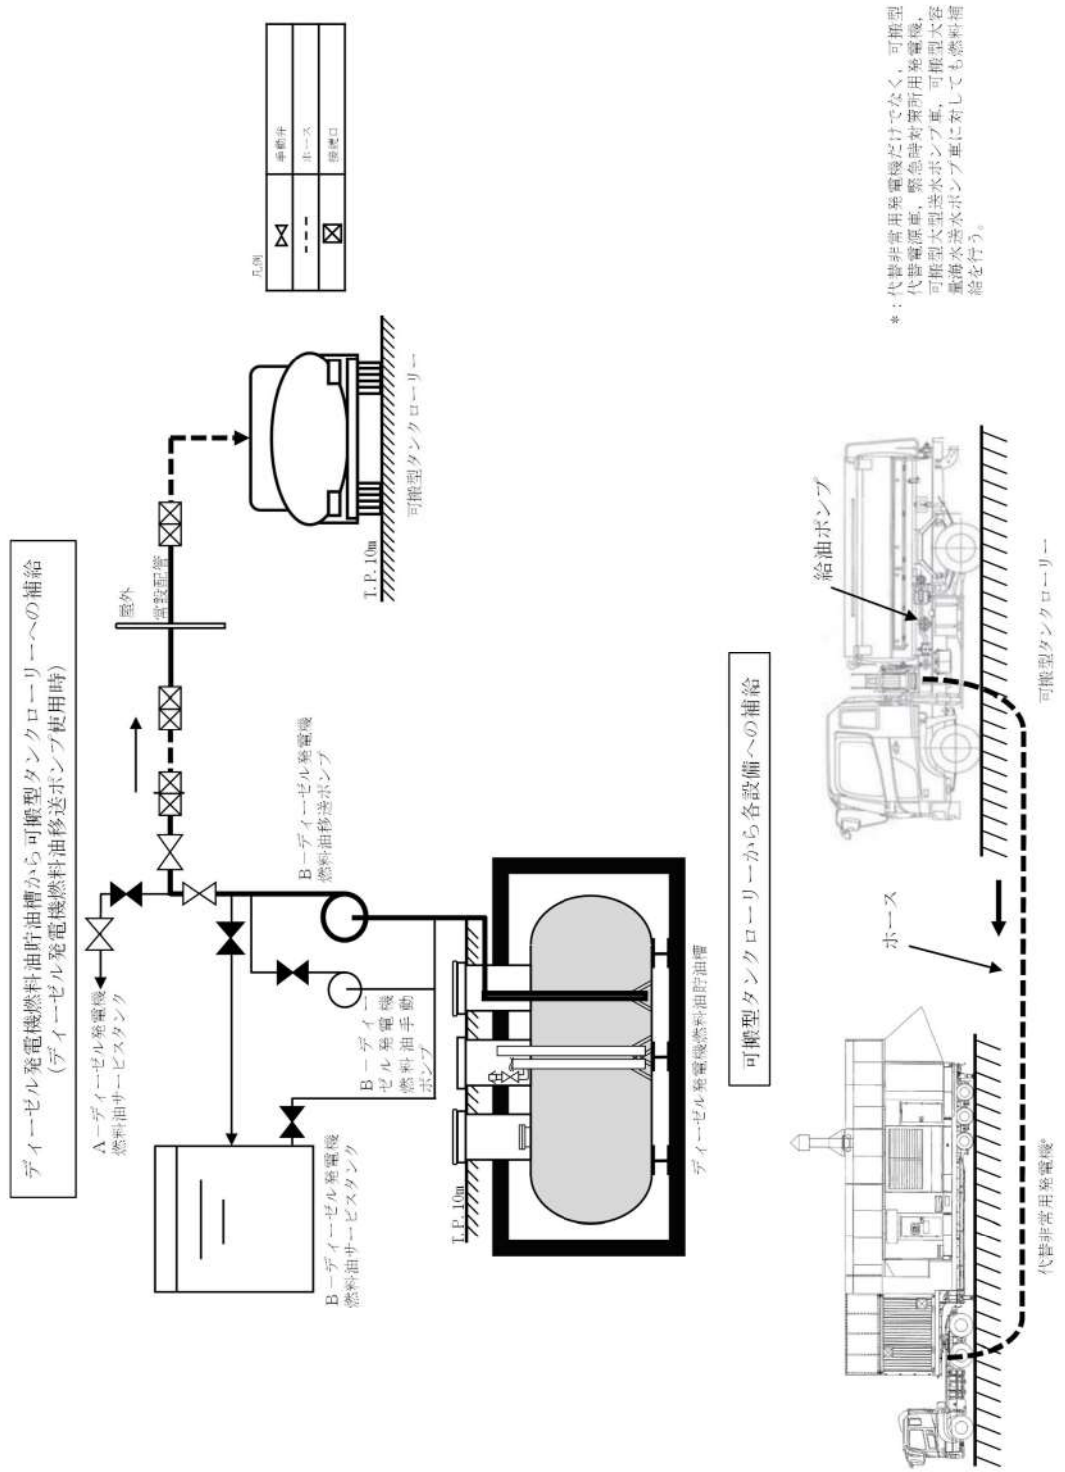 ディーゼル発電機燃料油貯油槽から可搬型タンクローリーへの補給
(ディーゼル発電機燃料油移送ポンプ使用時)
A－ディーゼル発電機
燃料油サービスタンク
屋外
常設配管
凡例
手動弁
ホース
接続口
B－ディーゼル発電機
燃料油移送ポンプ
B－ディー
ゼル発電機
燃料油手動
ポンプ
B－ディーゼル発電機
燃料油サービスタンク
T.P.10m
可搬型タンクローリー
T.P.10m
ディーゼル発電機燃料油貯油槽
可搬型タンクローリーから各設備への補給
給油ポンプ
ホース
代替非常用発電機*
可搬型タンクローリー
*：代替非常用発電機だけでなく，可搬型
代替電源車，緊急時対策所用発電機，
可搬型大型送水ポンプ車，可搬型大容
量海水送水ポンプ車に対しても燃料補
給を行う。